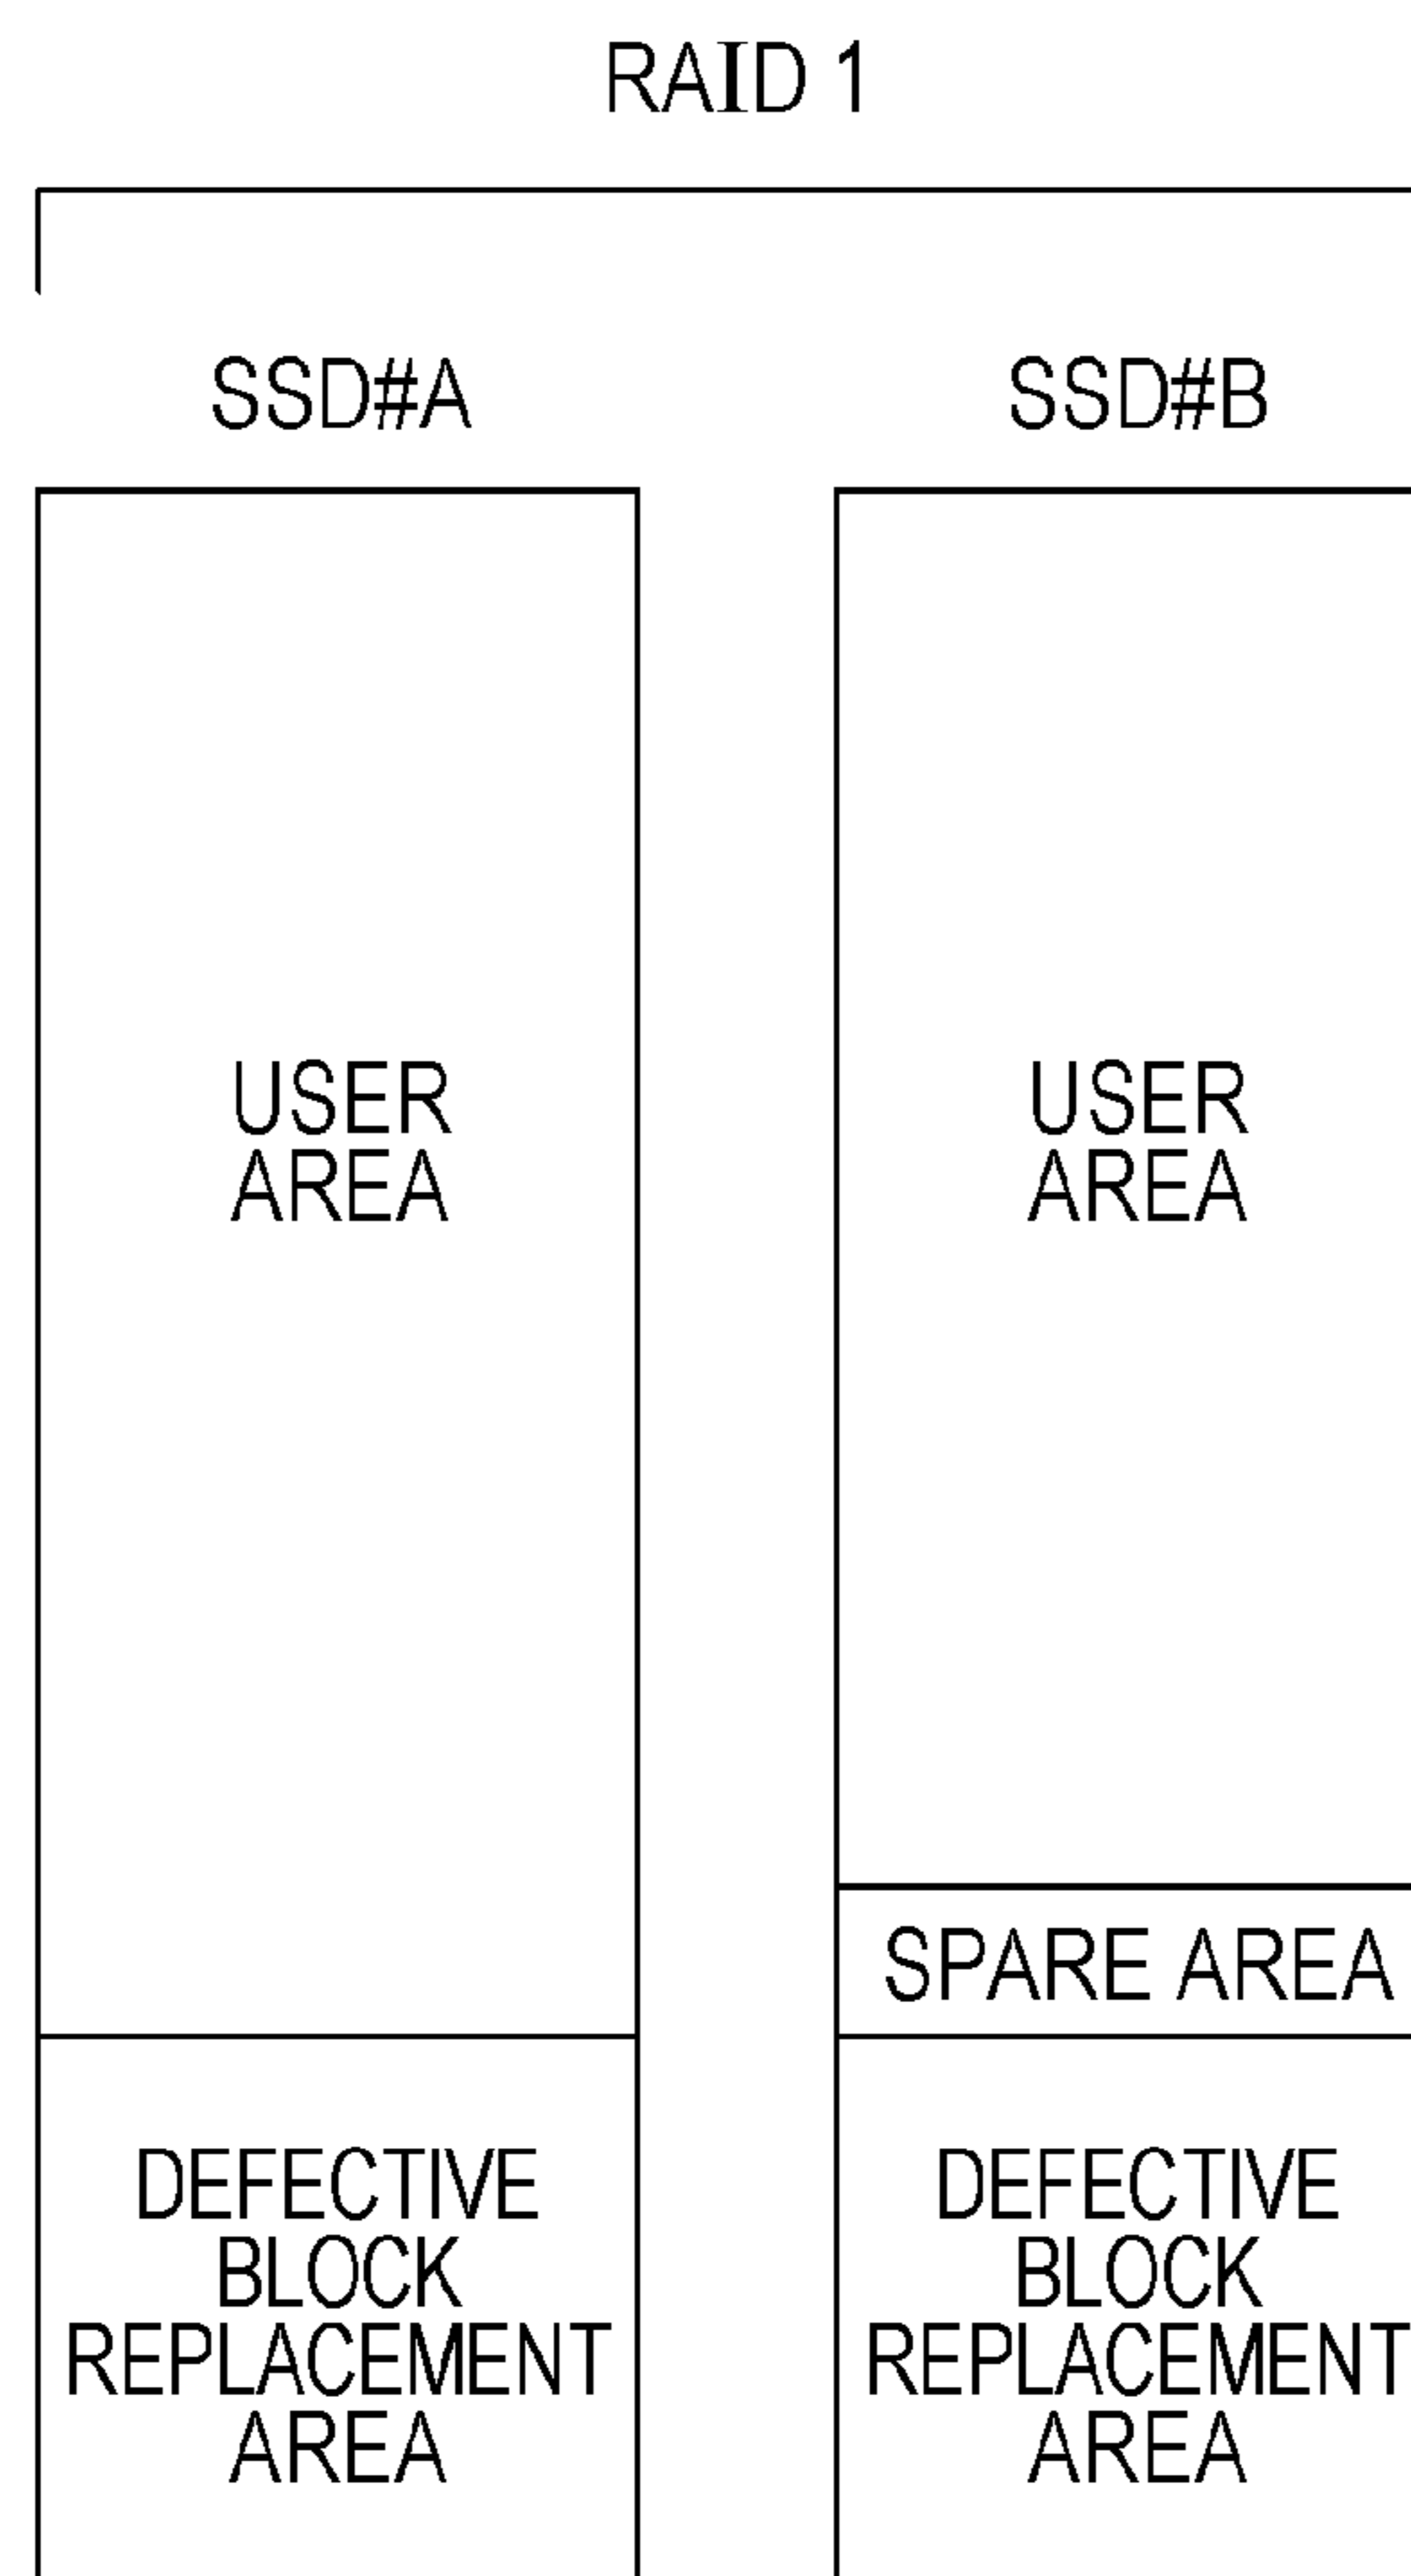 RAID 1
SSD#A
SSD#B
USER
AREA
USER
AREA
SPARE AREA
DEFECTIVE
BLOCK
REPLACEMENT
AREA
DEFECTIVE
BLOCK
REPLACEMENT
AREA